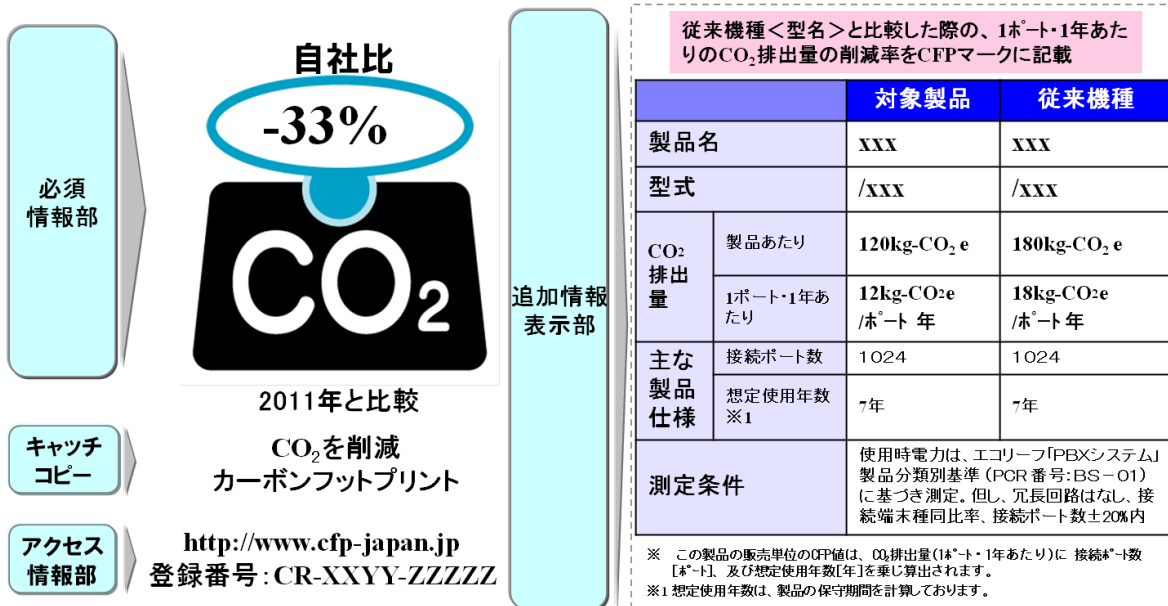 必須
情報部
自社比
-33%
CO2
2011年と比較
キャッチ
コピー
CO2を削減
カーボンフットプリント
アクセス
情報部
http://www.cfp-japan.jp
登録番号:CR-XXYY-ZZZZZ
追加情報
表示部
従来機種<型名>と比較した際の、1ポート・1年あた
りのCO2排出量の削減率をCFPマークに記載
対象製品 従来機種
製品名 xxx xxx
型式 /xxx /xxx
CO2
排出
量
製品あたり 120kg-CO2 e 180kg-CO2 e
1ポート・1年あ
たり
12kg-CO2e
/ポート 年
18kg-CO2e
/ポート 年
主な
製品
仕様
接続ポート数 1024 1024
想定使用年数
※1
7年 7年
測定条件
使用時電力は、エコリーフ「PBXシステム」
製品分類別基準(PCR番号:BS-01)
に基づき測定。但し、冗長回路はなし、接
続端末種同比率、接続ポート数±20%内
※ この製品の販売単位のCFP値は、CO2排出量(1ポート・1年あたり)に 接続ポート数
[ポート]、及び想定使用年数[年]を乗じ算出されます。
※1 想定使用年数は、製品の保守期間を計算しております。